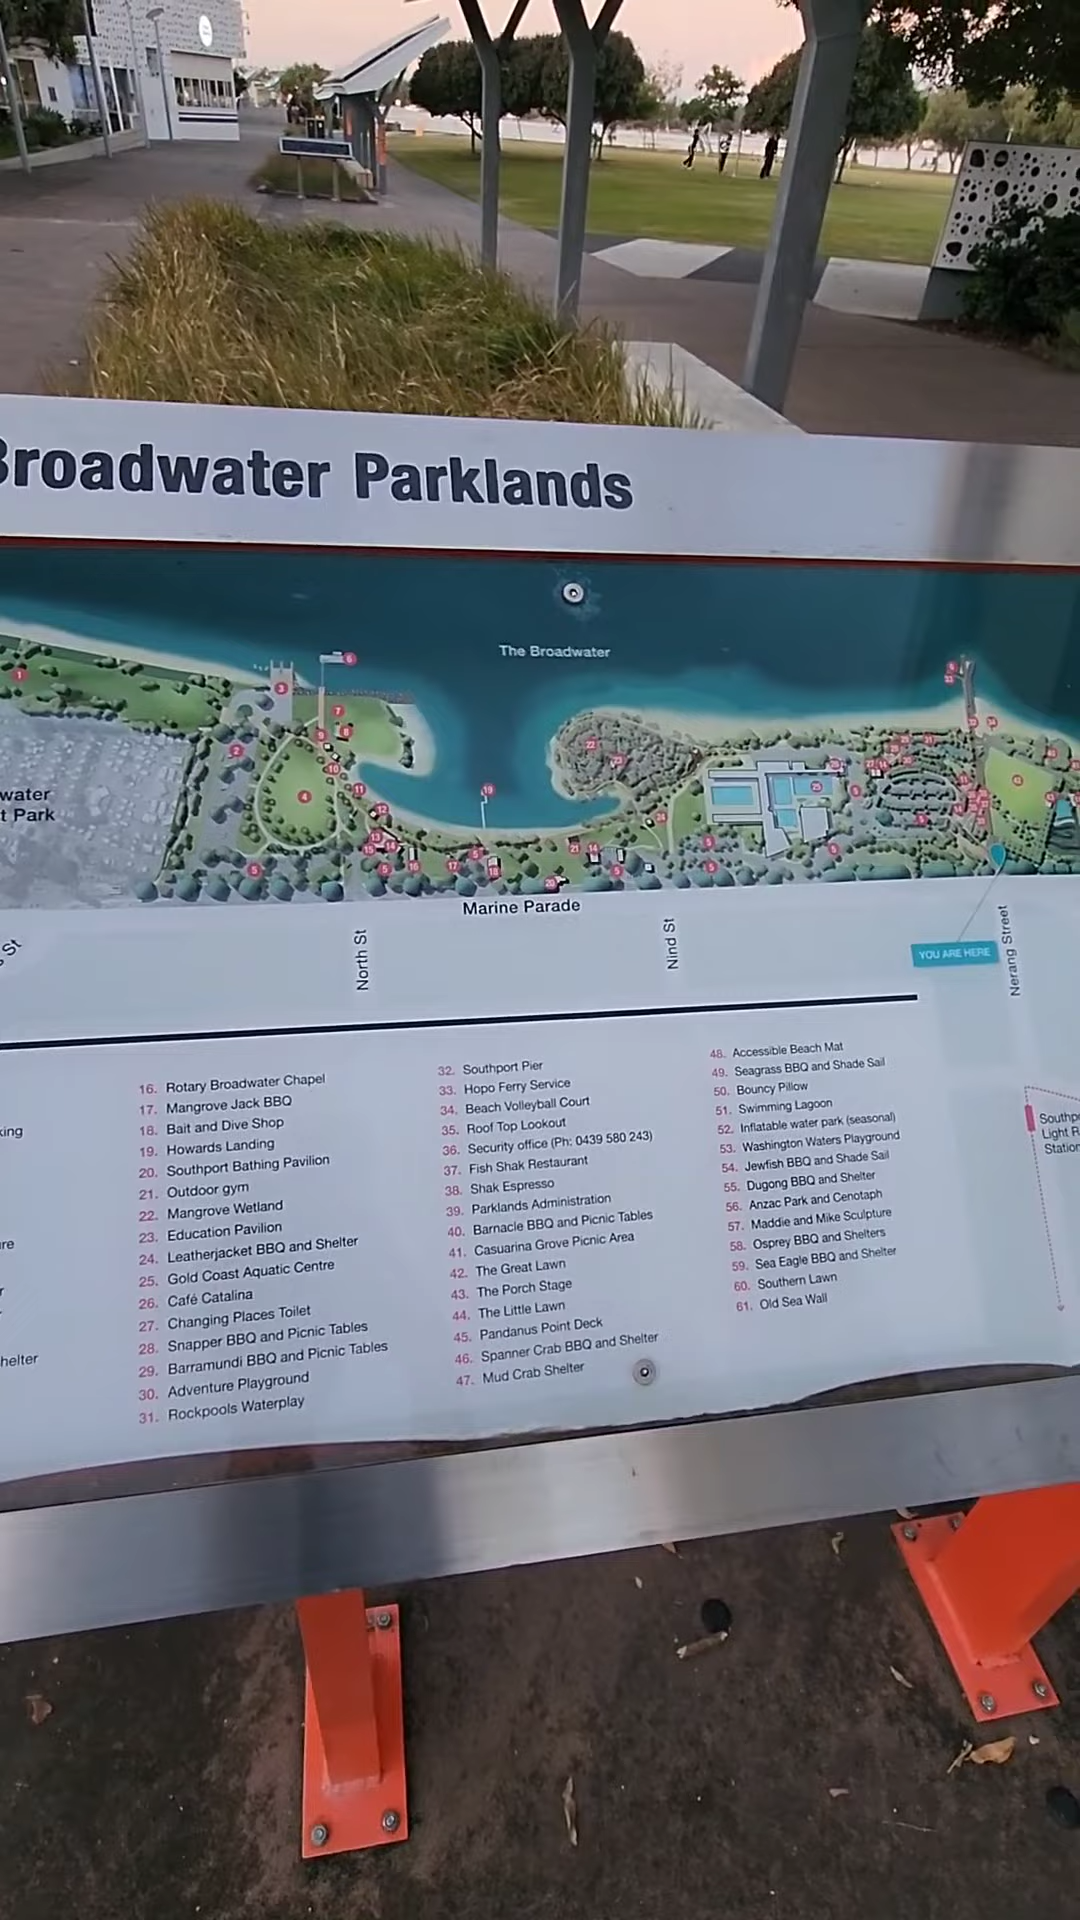 Broadwater Parklands
The Broadwater
water
t Park
Marine Parade
St
North St
Nind St
YOU ARE HERE
Nerang Street
king
re
r
helter
16. Rotary Broadwater Chapel
17. Mangrove Jack BBQ
18. Bait and Dive Shop
19. Howards Landing
20. Southport Bathing Pavilion
21. Outdoor gym
22. Mangrove Wetland
23. Education Pavilion
24. Leatherjacket BBQ and Shelter
25. Gold Coast Aquatic Centre
26. Café Catalina
27. Changing Places Toilet
28. Snapper BBQ and Picnic Tables
29. Barramundi BBQ and Picnic Tables
30. Adventure Playground
31. Rockpools Waterplay
32. Southport Pier
33. Hopo Ferry Service
34. Beach Volleyball Court
35. Roof Top Lookout
36. Security office (Ph: 0439 580 243)
37. Fish Shak Restaurant
38. Shak Espresso
39. Parklands Administration
40. Barnacle BBQ and Picnic Tables
41. Casuarina Grove Picnic Area
42. The Great Lawn
43. The Porch Stage
44. The Little Lawn
45. Pandanus Point Deck
46. Spanner Crab BBQ and Shelter
47. Mud Crab Shelter
48. Accessible Beach Mat
49. Seagrass BBQ and Shade Sail
50. Bouncy Pillow
51. Swimming Lagoon
52. Inflatable water park (seasonal)
53. Washington Waters Playground
54. Jewfish BBQ and Shade Sail
55. Dugong BBQ and Shelter
56. Anzac Park and Cenotaph
57. Maddie and Mike Sculpture
58. Osprey BBQ and Shelters
59. Sea Eagle BBQ and Shelter
60. Southern Lawn
61. Old Sea Wall
Southp
Light R
Station